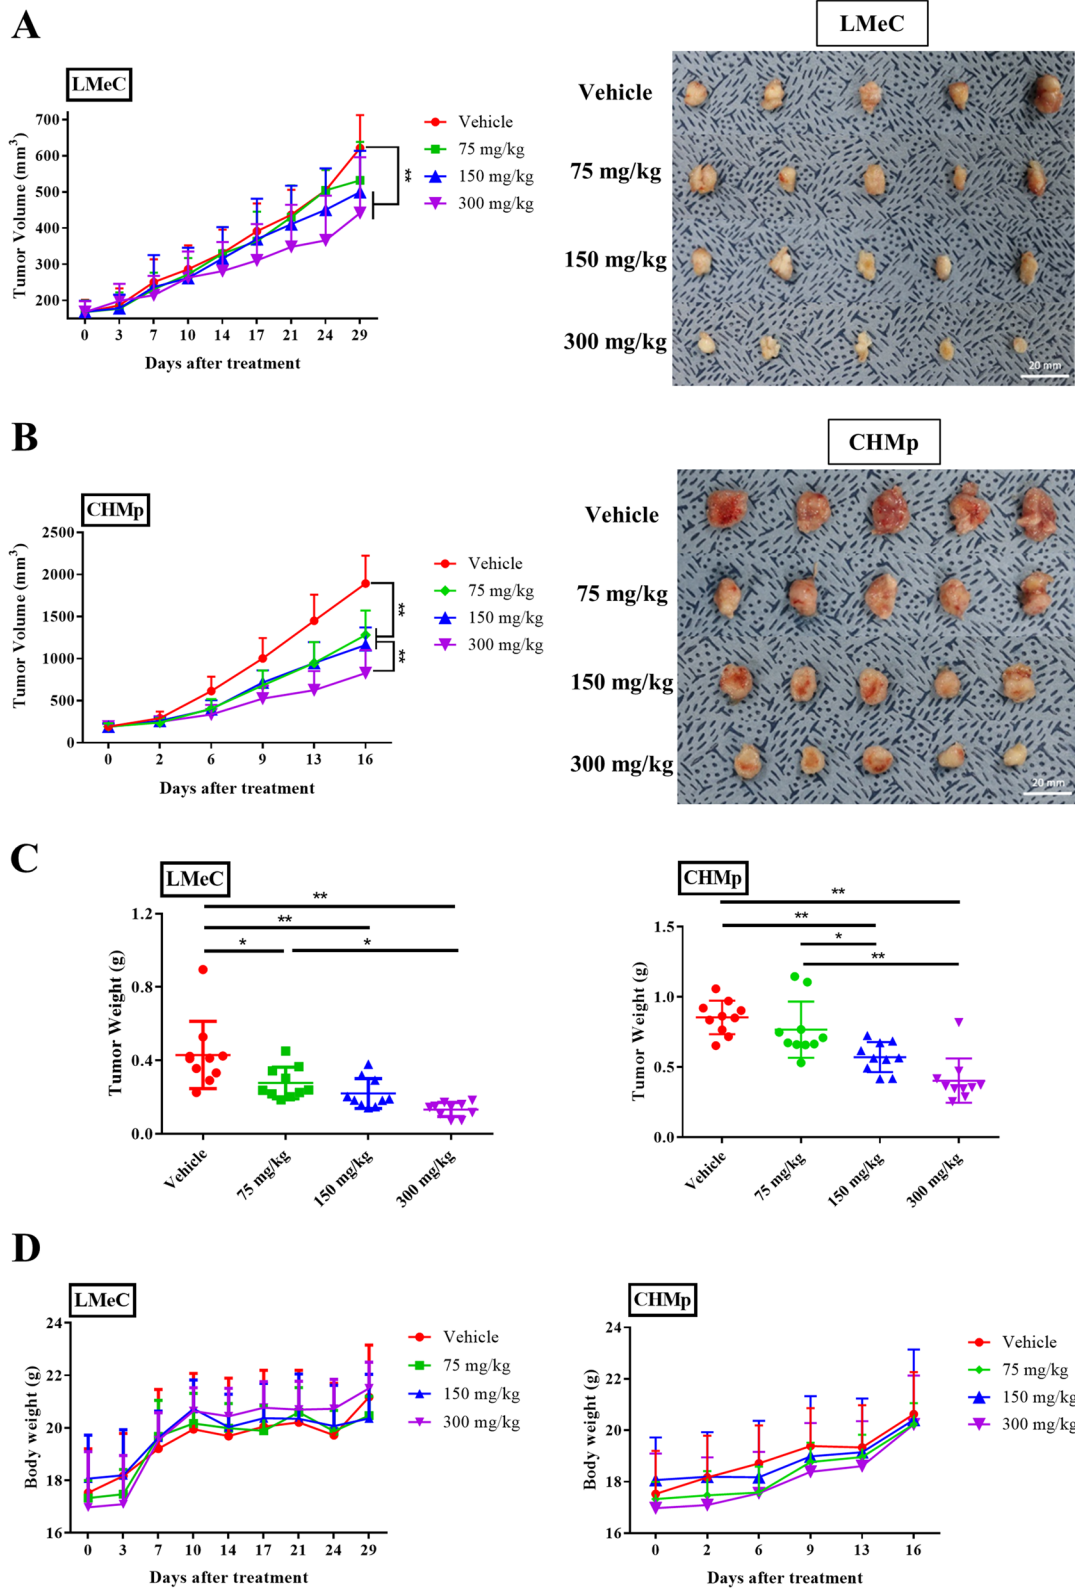 A
LMeC
Tumor Volume (mm3)
700
600
500
400
300
200
0 3 7 10 14 17 21 24 29
Days after treatment
Vehicle
75 mg/kg
150 mg/kg
300 mg/kg
**
LMeC
Vehicle
75 mg/kg
150 mg/kg
300 mg/kg
20 mm
B
CHMp
Tumor Volume (mm3)
2500
2000
1500
1000
500
0
0 2 6 9 13 16
Days after treatment
Vehicle
75 mg/kg
150 mg/kg
300 mg/kg
**
**
CHMp
Vehicle
75 mg/kg
150 mg/kg
300 mg/kg
20 mm
C
LMeC
Tumor Weight (g)
1.2
0.8
0.4
0.0
**
**
* *
Vehicle 75 mg/kg 150 mg/kg 300 mg/kg
CHMp
Tumor Weight (g)
1.5
1.0
0.5
0.0
**
**
*
**
Vehicle 75 mg/kg 150 mg/kg 300 mg/kg
D
LMeC
Body weight (g)
24
22
20
18
16
0 3 7 10 14 17 21 24 29
Days after treatment
Vehicle
75 mg/kg
150 mg/kg
300 mg/kg
CHMp
Body weight (g)
24
22
20
18
16
0 2 6 9 13 16
Days after treatment
Vehicle
75 mg/kg
150 mg/kg
300 mg/kg